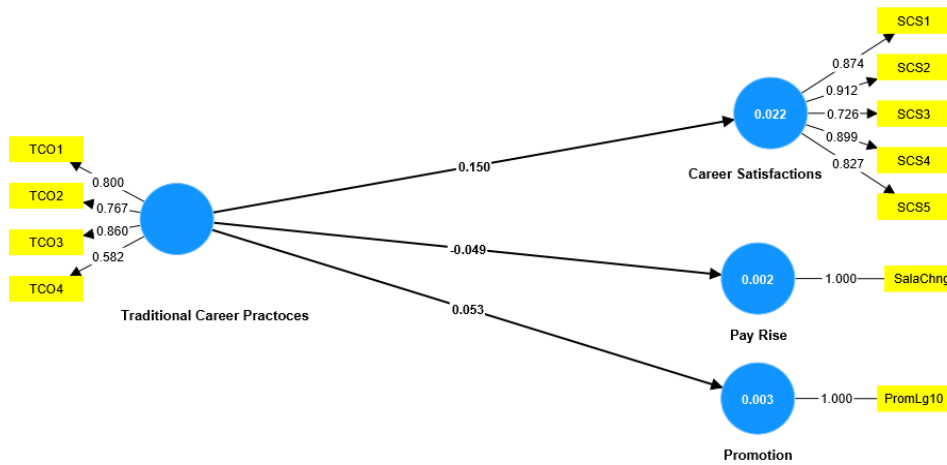 SCS1
0.874
SCS2
0.912
0.022
0.726
SCS3
0.899
SCS4
0.827
Career Satisfactions
SCS5
TCO1
0.800
TCO2
0.767
TCO3
0.860
0.582
TCO4
Traditional Career Practoces
0.150
-0.049
0.053
0.002
1.000
SalaChng
Pay Rise
0.003
1.000
PromLg10
Promotion